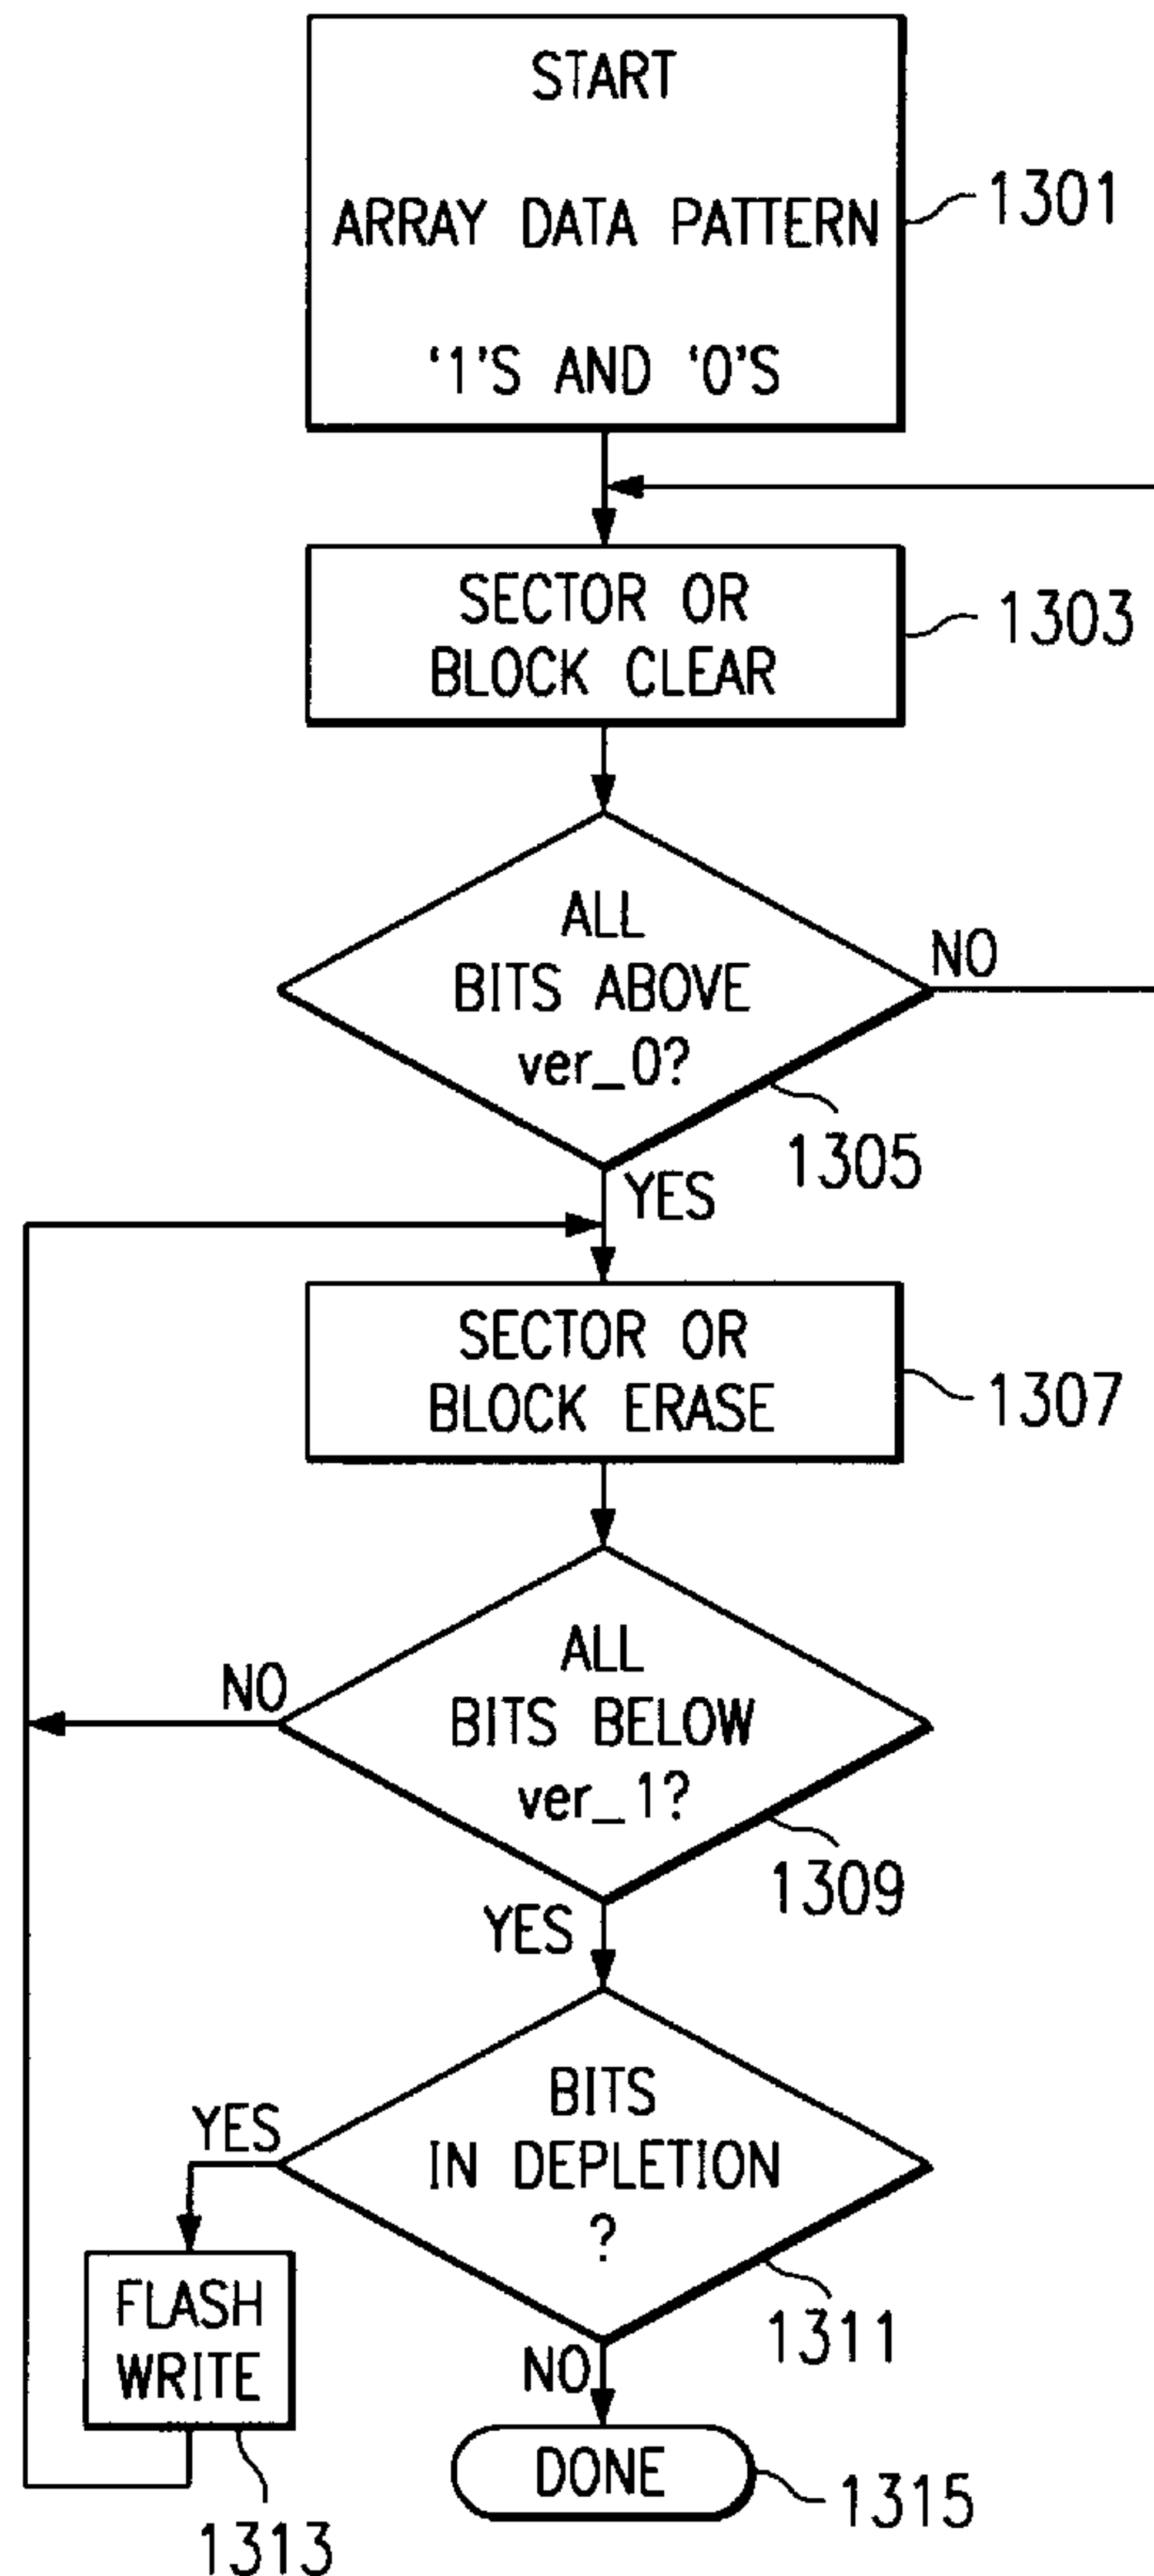 START
ARRAY DATA PATTERN
'1'S AND '0'S
1301
SECTOR OR
BLOCK CLEAR
1303
ALL
BITS ABOVE
ver_0?
NO
1305
YES
SECTOR OR
BLOCK ERASE
1307
ALL
BITS BELOW
ver_1?
NO
1309
YES
BITS
IN DEPLETION
?
YES
1311
FLASH
WRITE
NO
DONE
1313
1315